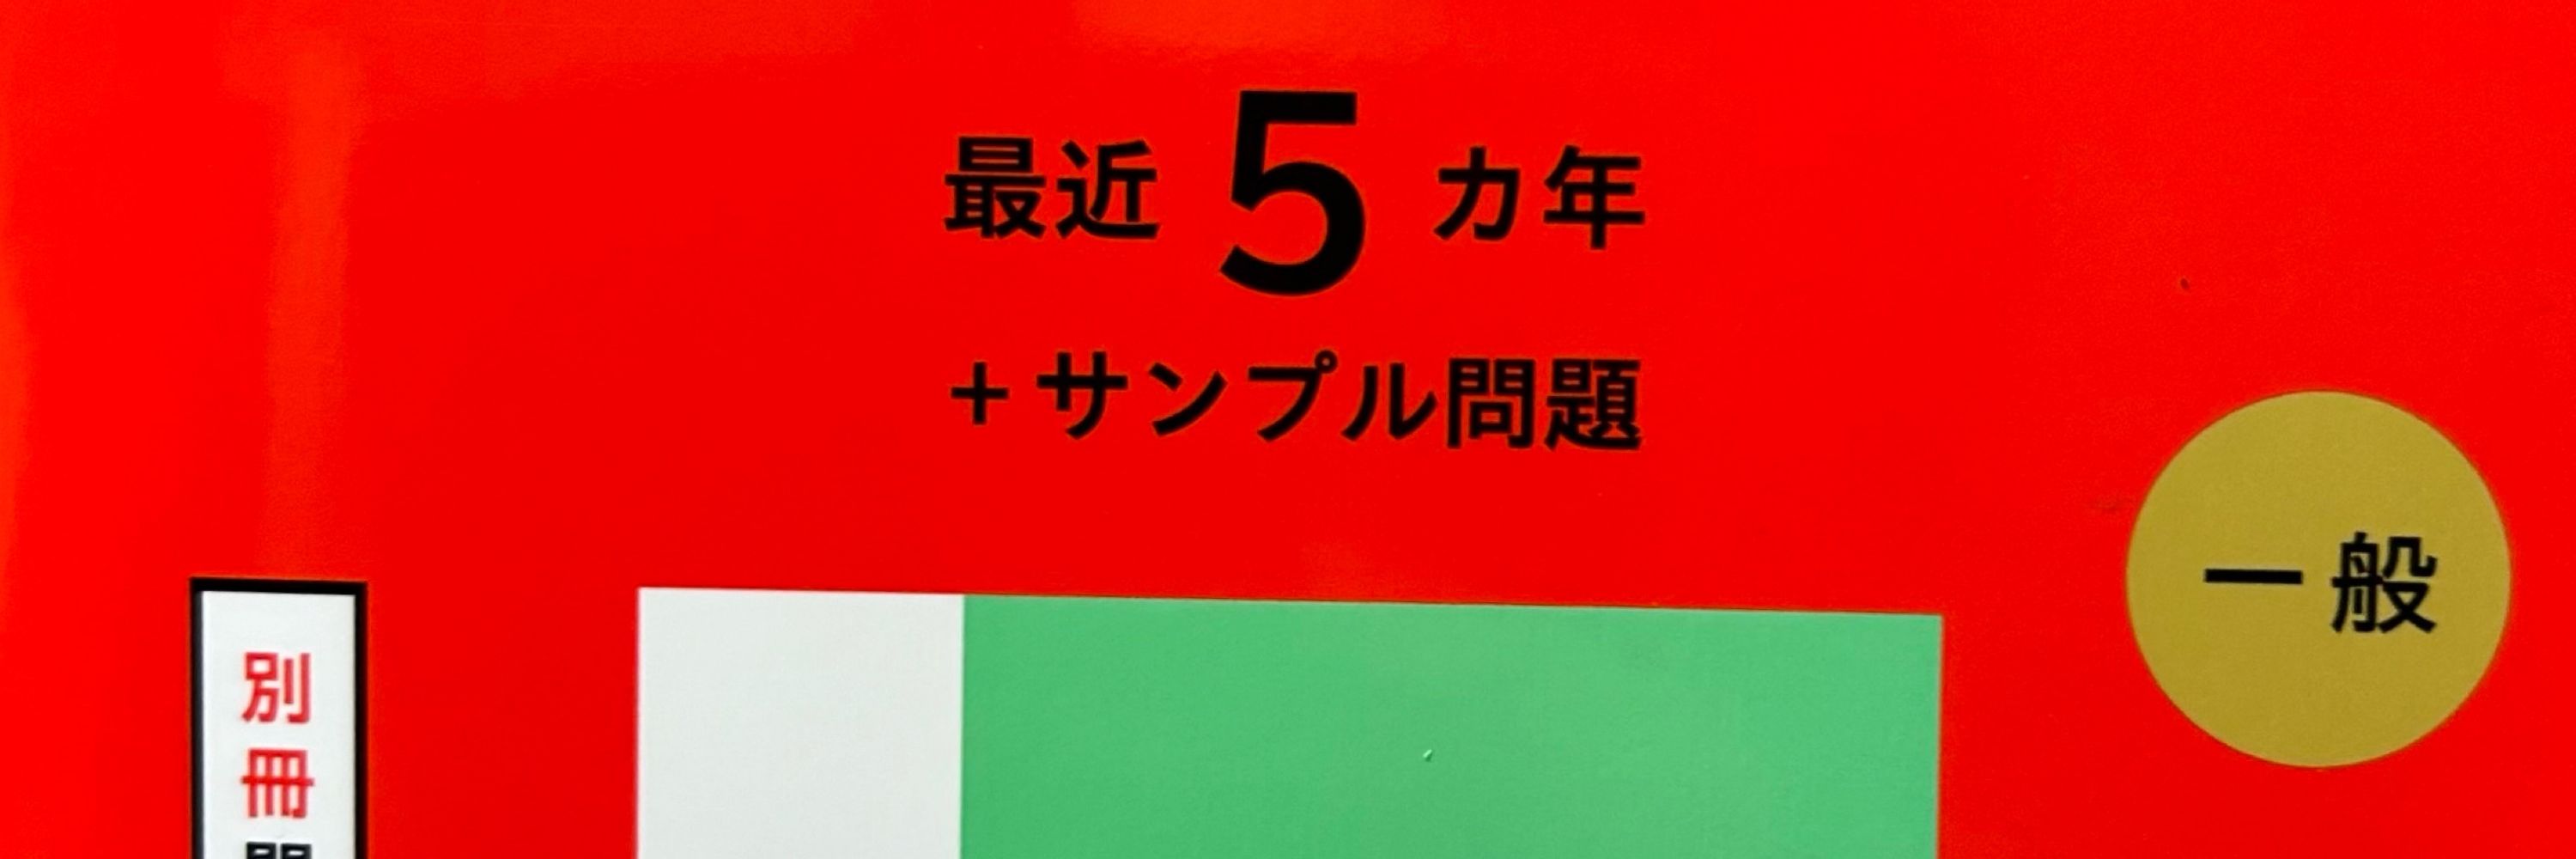 最近5カ年
+サンプル問題
一般
別冊